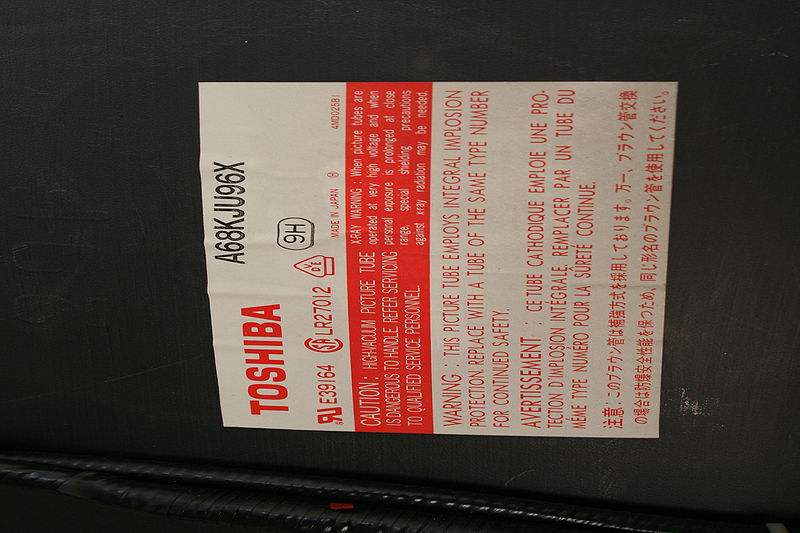 TOSHIBA A68KJU96X
9H
E39164 LR27012 VDE MADE IN JAPAN 4MD025B1
CAUTION : HIGH-VACUUM PICTURE TUBE
IS DANGEROUS TO HANDLE REFER SERVICING
TO QUALIFIED SERVICE PERSONNEL.
X-RAY WARNING : When picture tubes are
operated at very high voltage and when
personal exposure is prolonged at close
range, special shielding precautions
against xray radiation may be needed.
WARNING : THIS PICTURE TUBE EMPLOYS INTEGRAL IMPLOSION
PROTECTION. REPLACE WITH A TUBE OF THE SAME TYPE NUMBER
FOR CONTINUED SAFETY.
AVERTISSEMENT : CE TUBE CATHODIQUE EMPLOIE UNE PRO-
TECTION D'IMPLOSION INTÉGRALE. REMPLACER PAR UN TUBE DU
MÊME TYPE NUMÉRO POUR LA SÛRETÉ CONTINUE.
注意:このブラウン管は補強方式を採用しております。万一、ブラウン管交換
の場合は防爆安全性能を保つため、同じ形名のブラウン管を使用してください。